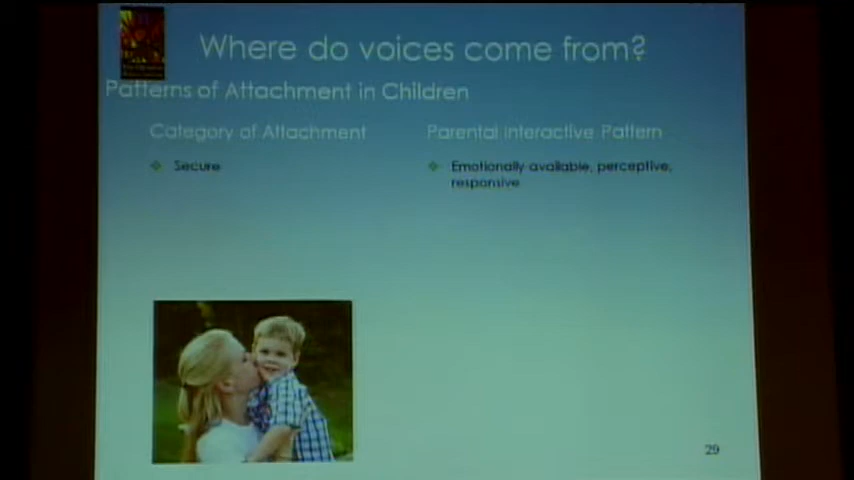 Where do voices come from?
Patterns of Attachment in Children
Category of Attachment
Parental Interactive Pattern
Secure
Emotionally available, perceptive,
responsive
29